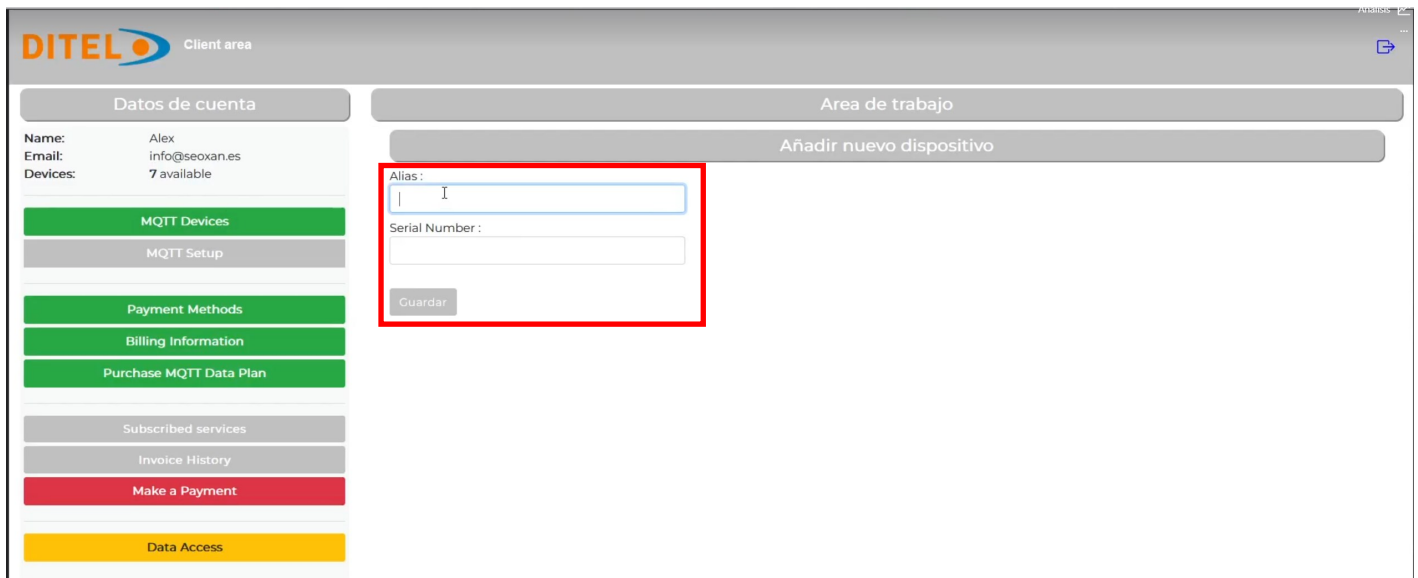 Análisis
...
DITEL
Client area
Datos de cuenta
Name: Alex
Email: info@seoxan.es
Devices: 7 available
MQTT Devices
MQTT Setup
Payment Methods
Billing Information
Purchase MQTT Data Plan
Subscribed services
Invoice History
Make a Payment
Data Access
Area de trabajo
Añadir nuevo dispositivo
Alias :
Serial Number :
Guardar